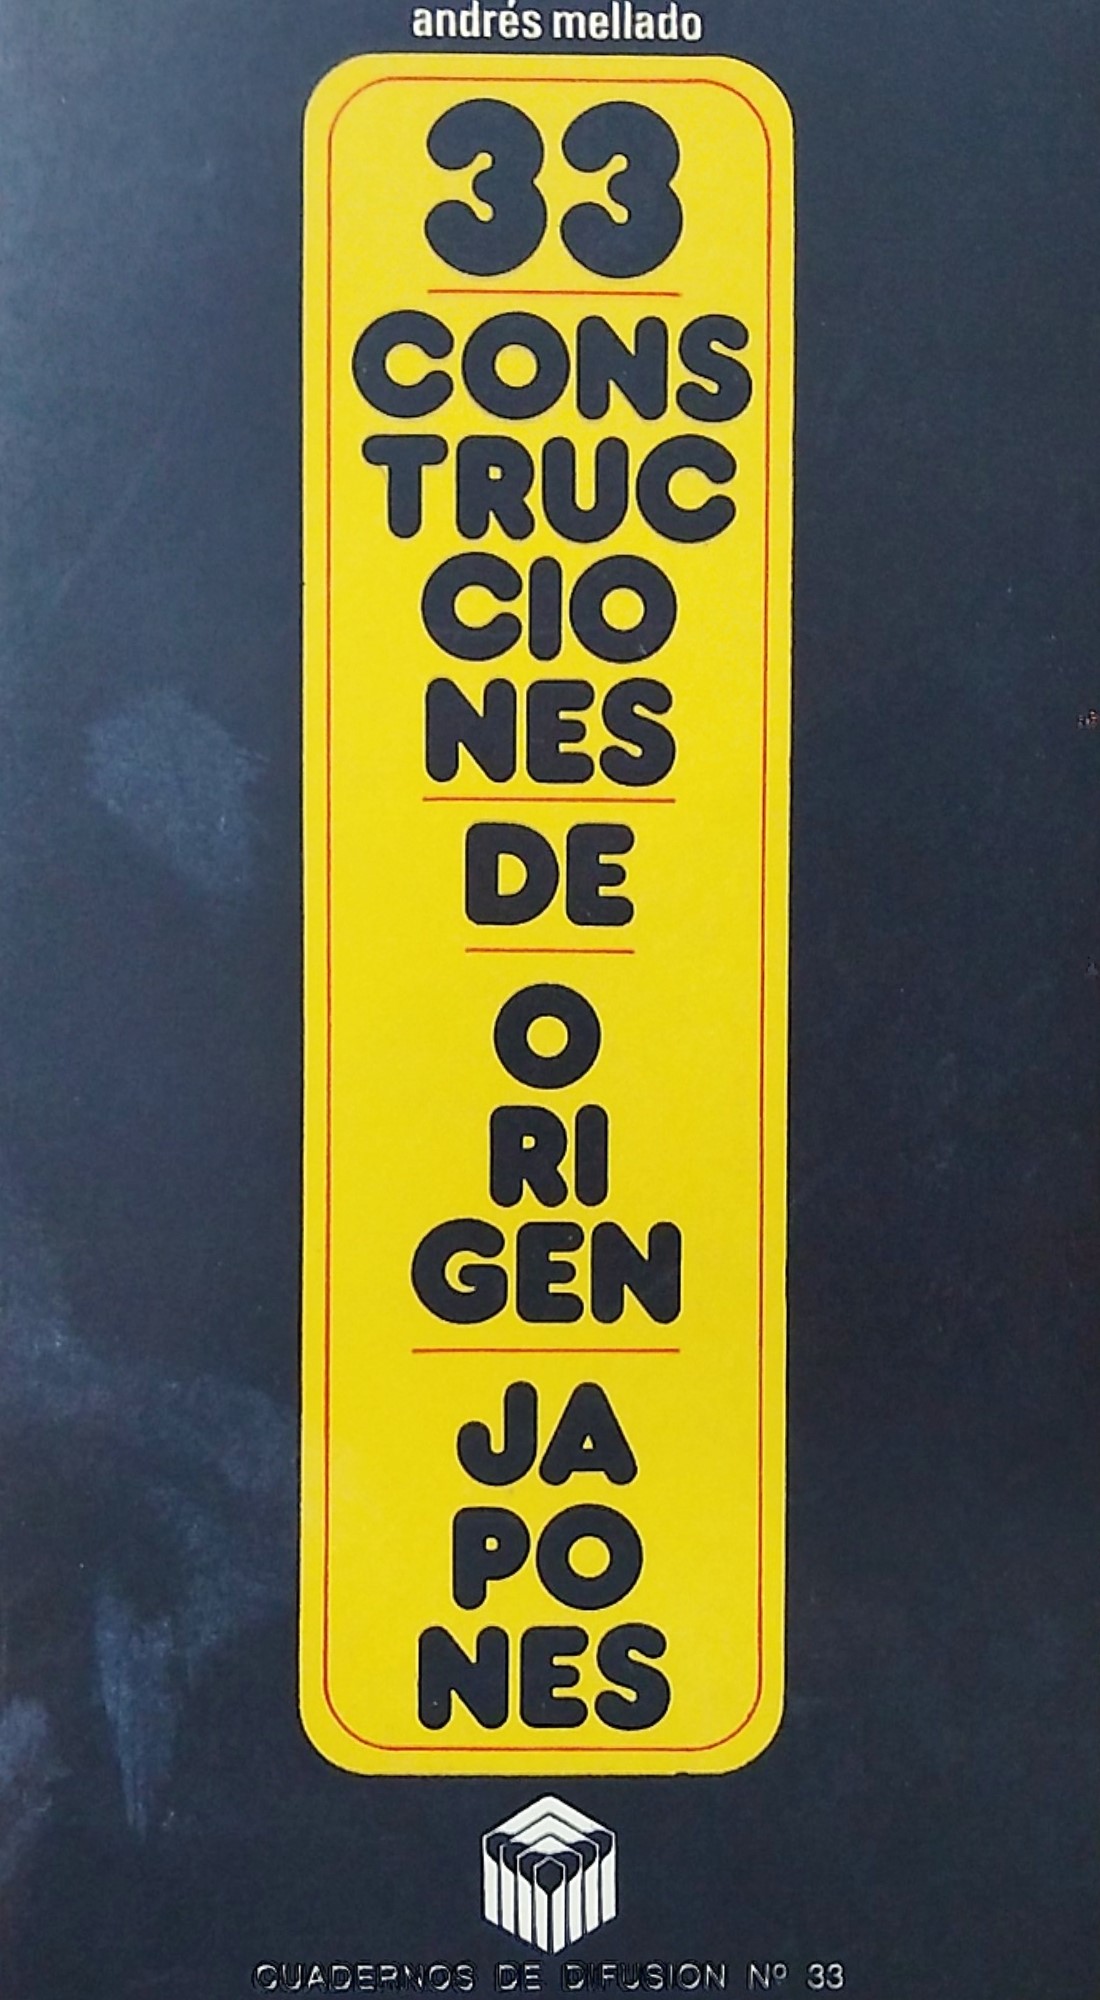 andrés mellado
33
CONS
TRUC
CIO
NES
DE
O
RI
GEN
JA
PO
NES
CUADERNOS DE DIFUSION Nº 33